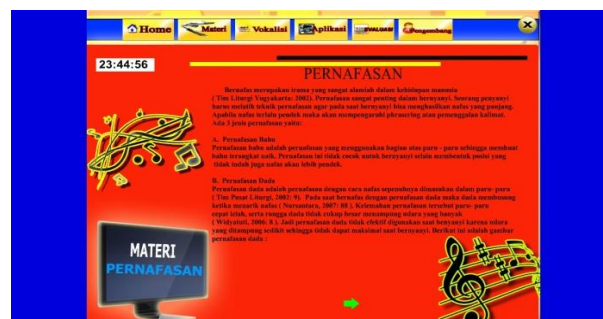 Home Materi Vokalisi Aplikasi EVALUASI Pengembang
23:44:56
PERNAFASAN
Bernafas merupakan irama yang sangat alamiah dalam kehidupan manusia
( Tim Liturgi Yogyakarta: 2002). Pernafasan sangat penting dalam bernyanyi. Seorang penyanyi
harus melatih teknik pernafasan agar pada saat bernyanyi bisa menghasilkan nafas yang panjang.
Apabila nafas terlalu pendek maka akan mempengaruhi phrasering atau pemenggalan kalimat.
Ada 3 jenis pernafasan yaitu:
A. Pernafasan Bahu
Pernafasan bahu adalah pernafasan yang menggunakan bagian atas paru - paru sehingga membuat
bahu terangkat naik. Pernafasan ini tidak cocok untuk bernyanyi selain membentuk posisi yang
tidak indah juga nafas akan lebih pendek.
B. Pernafasan Dada
Pernafasan dada adalah pernafasan dengan cara nafas sepenuhnya dimasukan dalam paru- paru
( Tim Pusat Liturgi, 2003: 9). Pada saat bernafas dengan pernafasan dada maka dada membusung
ketika menarik nafas ( Nursantara, 2007: 88 ). Kelemahan pernafasan tersebut paru- paru
cepat lelah, serta rongga dada tidak cukup besar menampung udara yang banyak
( Widyatuti, 2006: 8 ). Jadi pernafasan dada tidak efektif digunakan saat benyanyi karena udara
yang ditampung sedikit sehingga tidak dapat maksimal saat bernyanyi. Berikut ini adalah gambar
pernafasan dada :
MATERI
PERNAFASAN